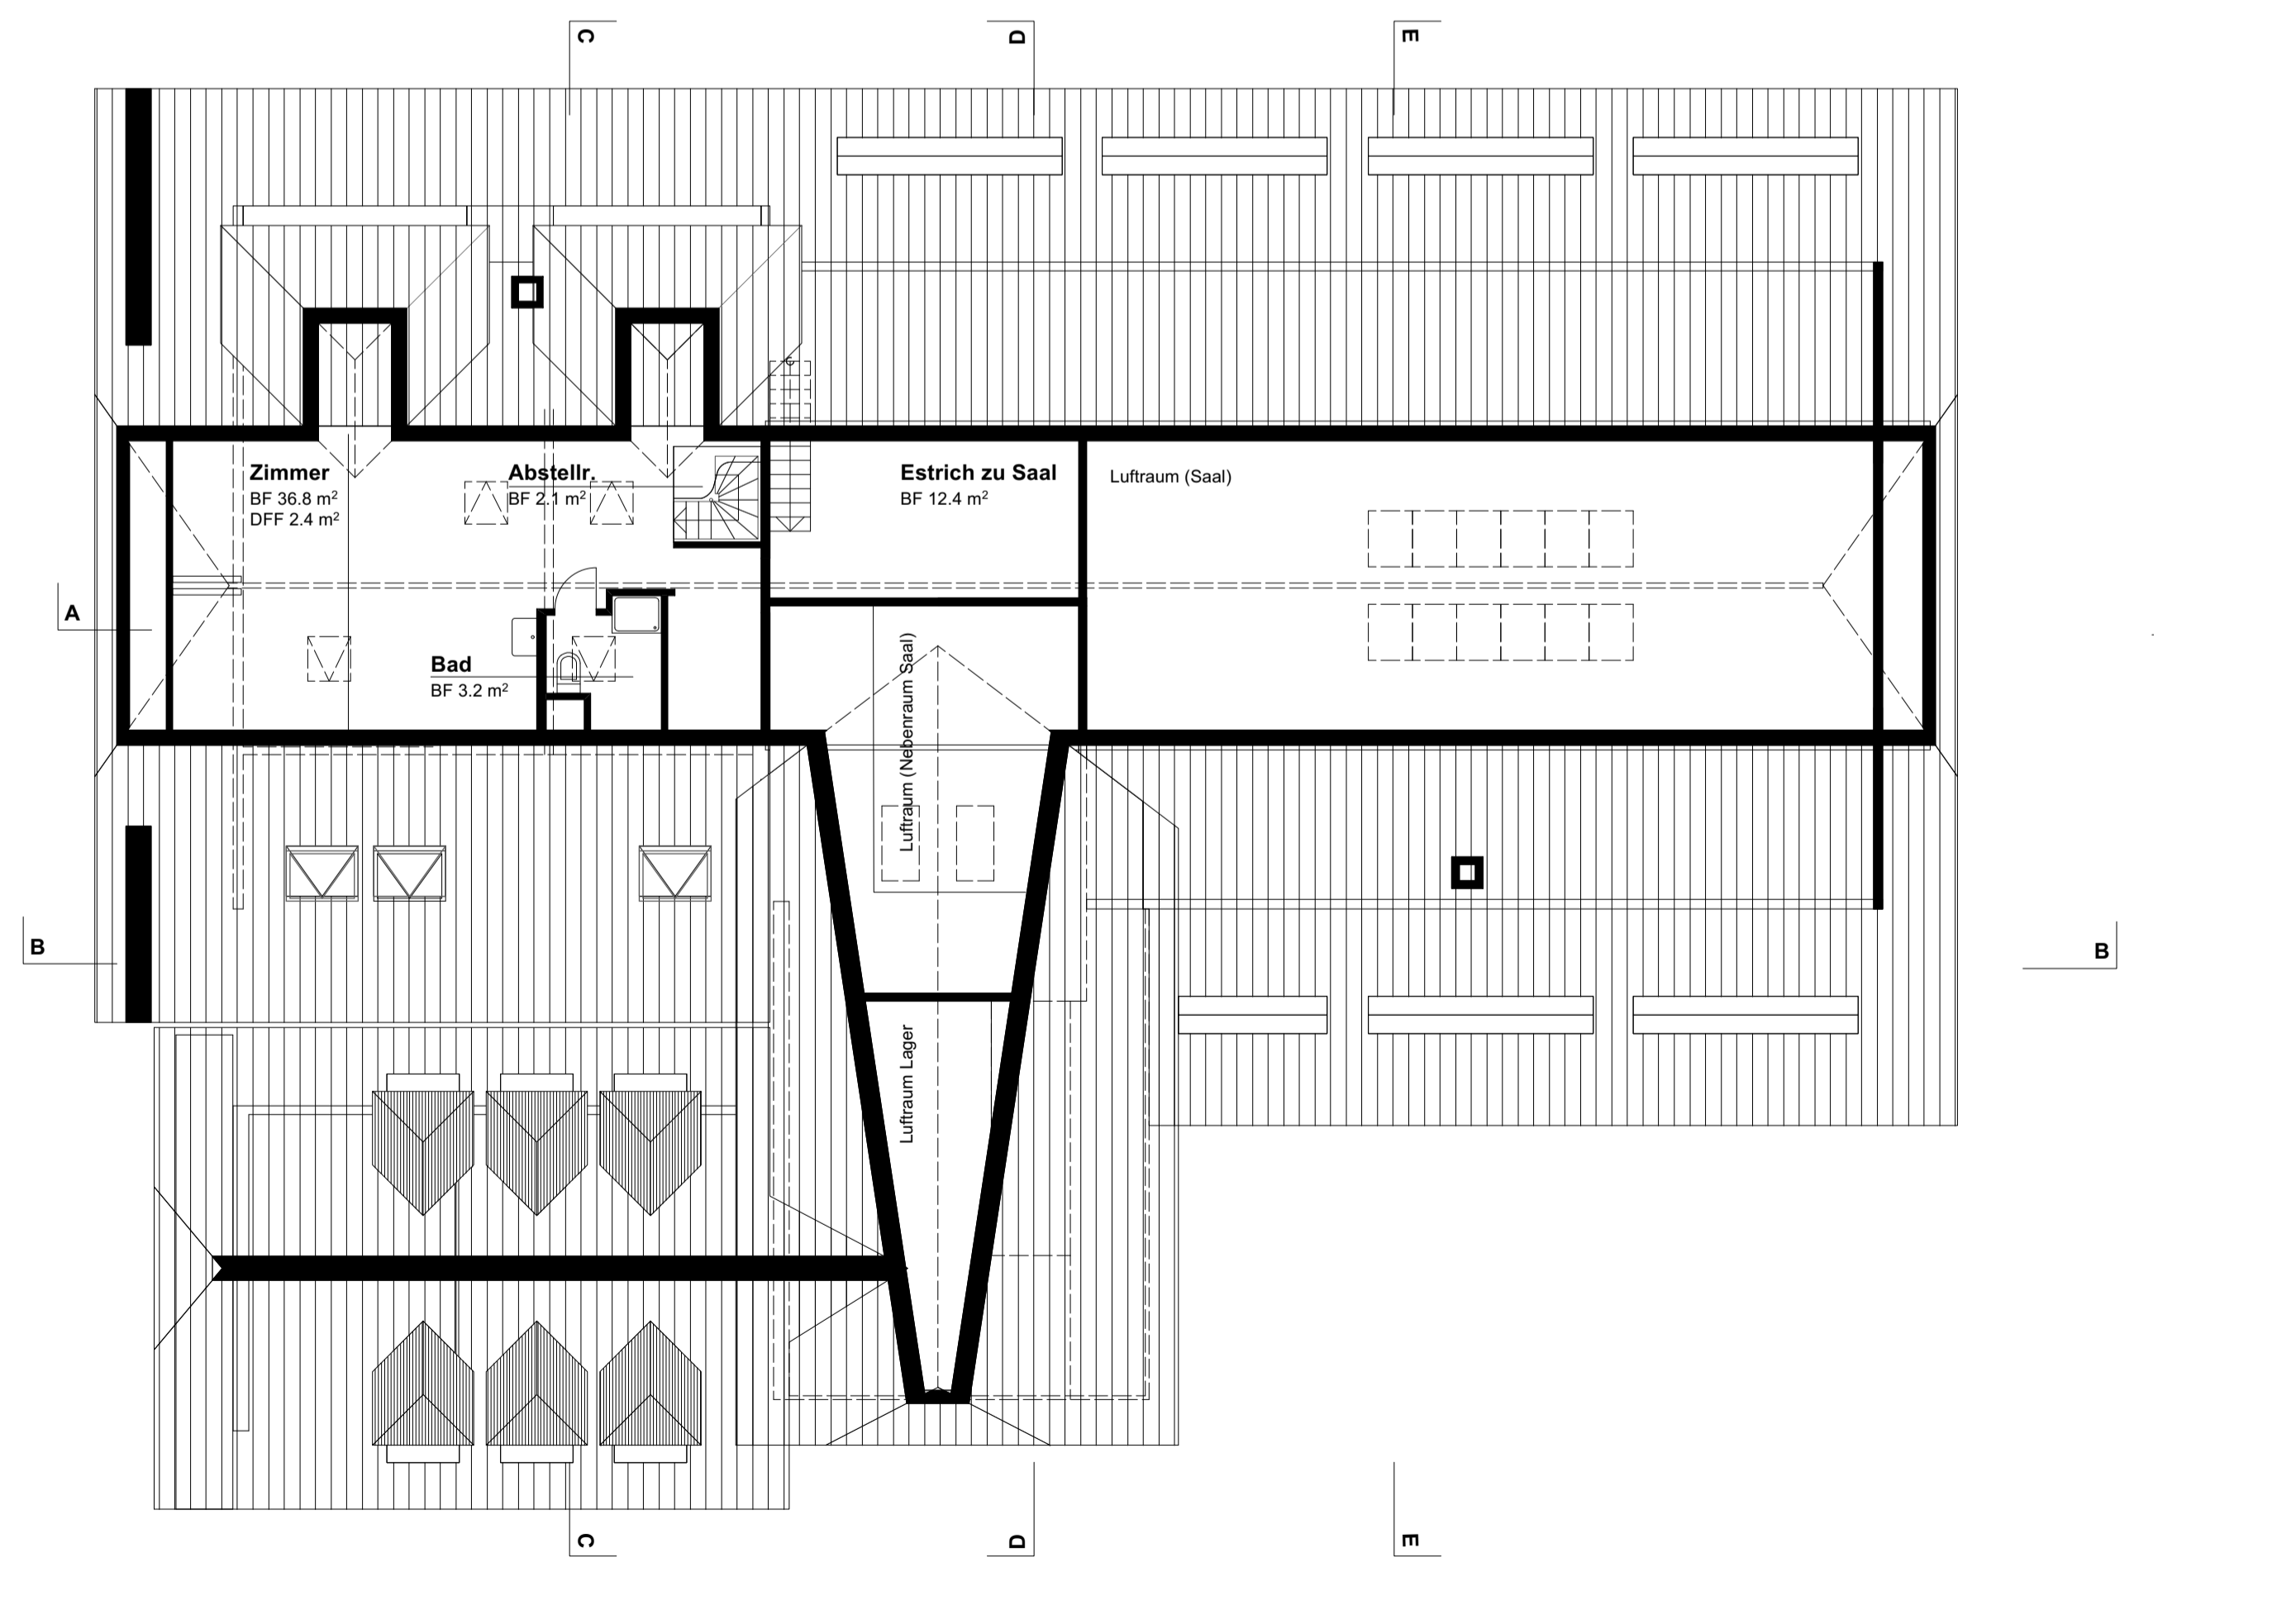 C
D
E
Zimmer
BF 36.8 m²
DFF 2.4 m²
Abstellr.
BF 2.1 m²
Estrich zu Saal
BF 12.4 m²
Luftraum (Saal)
A
Bad
BF 3.2 m²
Luftraum (Nebenraum Saal)
B
B
Luftraum Lager
C
D
E